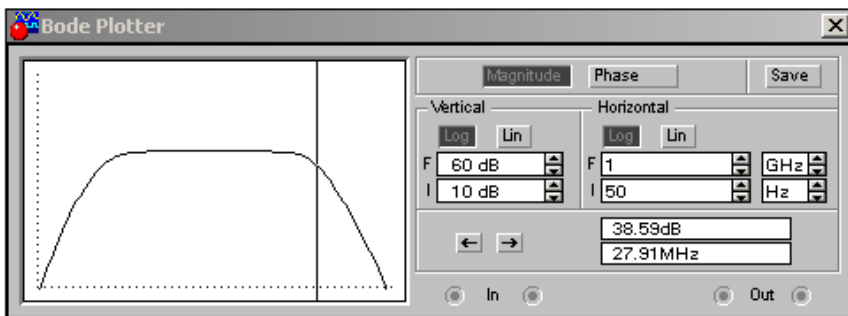 Bode Plotter
Magnitude Phase Save
Vertical Horizontal
Log Lin Log Lin
F 60 dB F 1 GHz
I 10 dB I 50 Hz
38.59dB
27.91MHz
In Out